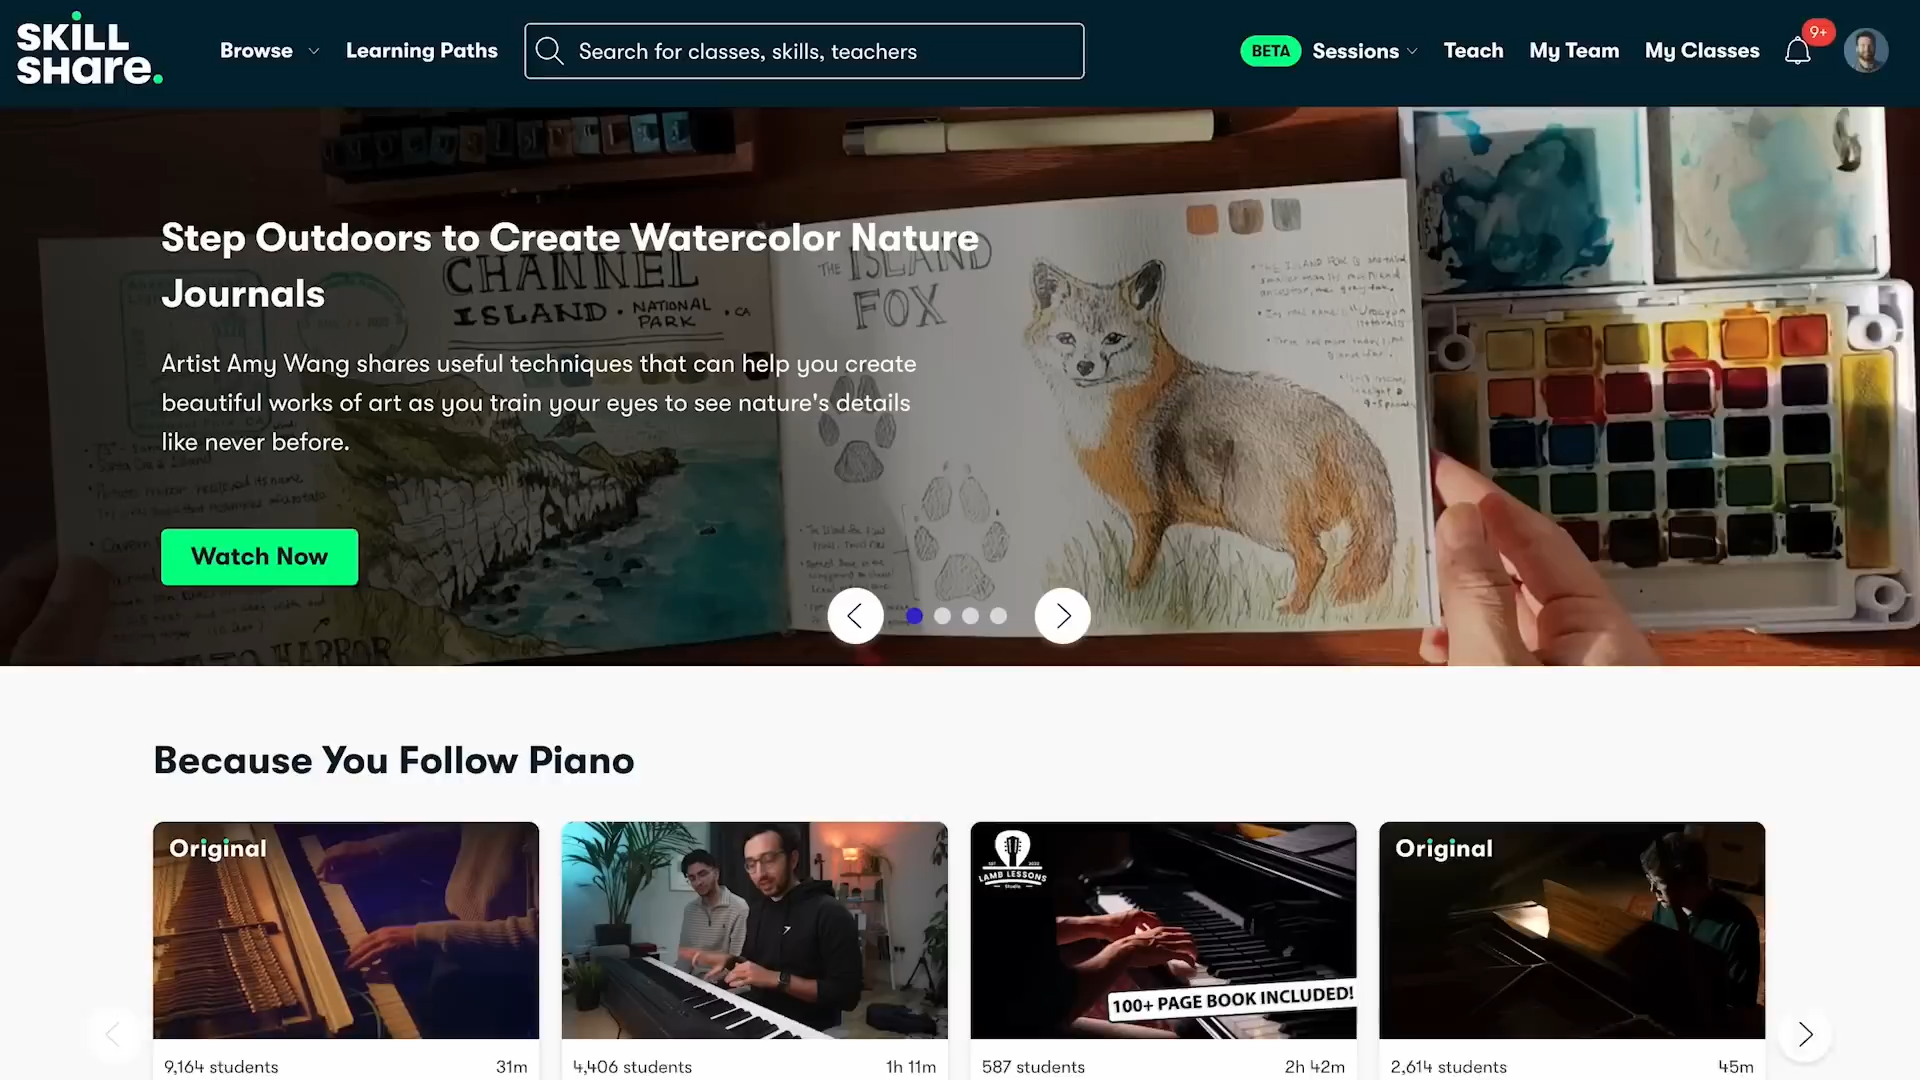 SKILL
SHare.
Browse
Learning Paths
Search for classes, skills, teachers
BETA
Sessions
Teach
My Team
My Classes
9+
Step Outdoors to Create Watercolor Nature
Journals
Artist Amy Wang shares useful techniques that can help you create
beautiful works of art as you train your eyes to see nature's details
like never before.
Watch Now
CHANNEL
ISLAND · NATIONAL
PARK · CA
THE ISLAND
FOX
Because You Follow Piano
Original
LAMB LESSONS
Studio
100+ PAGE BOOK INCLUDED!
Original
9,164 students
31m
4,406 students
1h 11m
587 students
2h 42m
2,614 students
45m